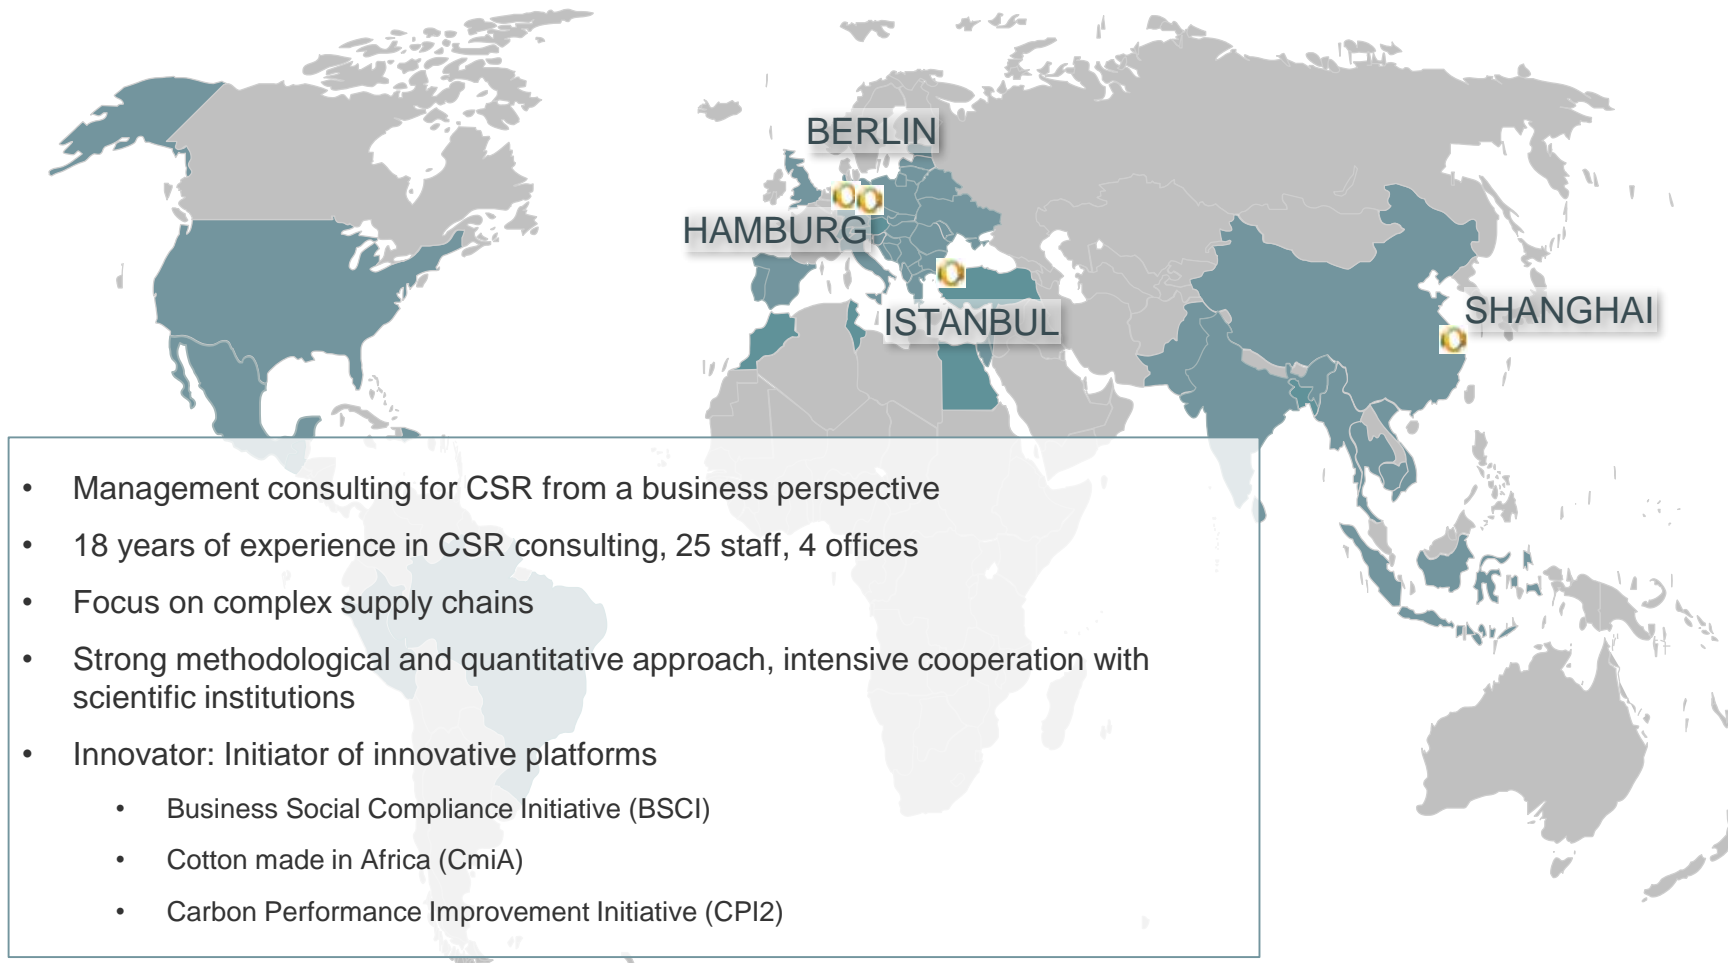 BERLIN
HAMBURG
ISTANBUL
SHANGHAI
• Management consulting for CSR from a business perspective
• 18 years of experience in CSR consulting, 25 staff, 4 offices
• Focus on complex supply chains
• Strong methodological and quantitative approach, intensive cooperation with
scientific institutions
• Innovator: Initiator of innovative platforms
• Business Social Compliance Initiative (BSCI)
• Cotton made in Africa (CmiA)
• Carbon Performance Improvement Initiative (CPI2)